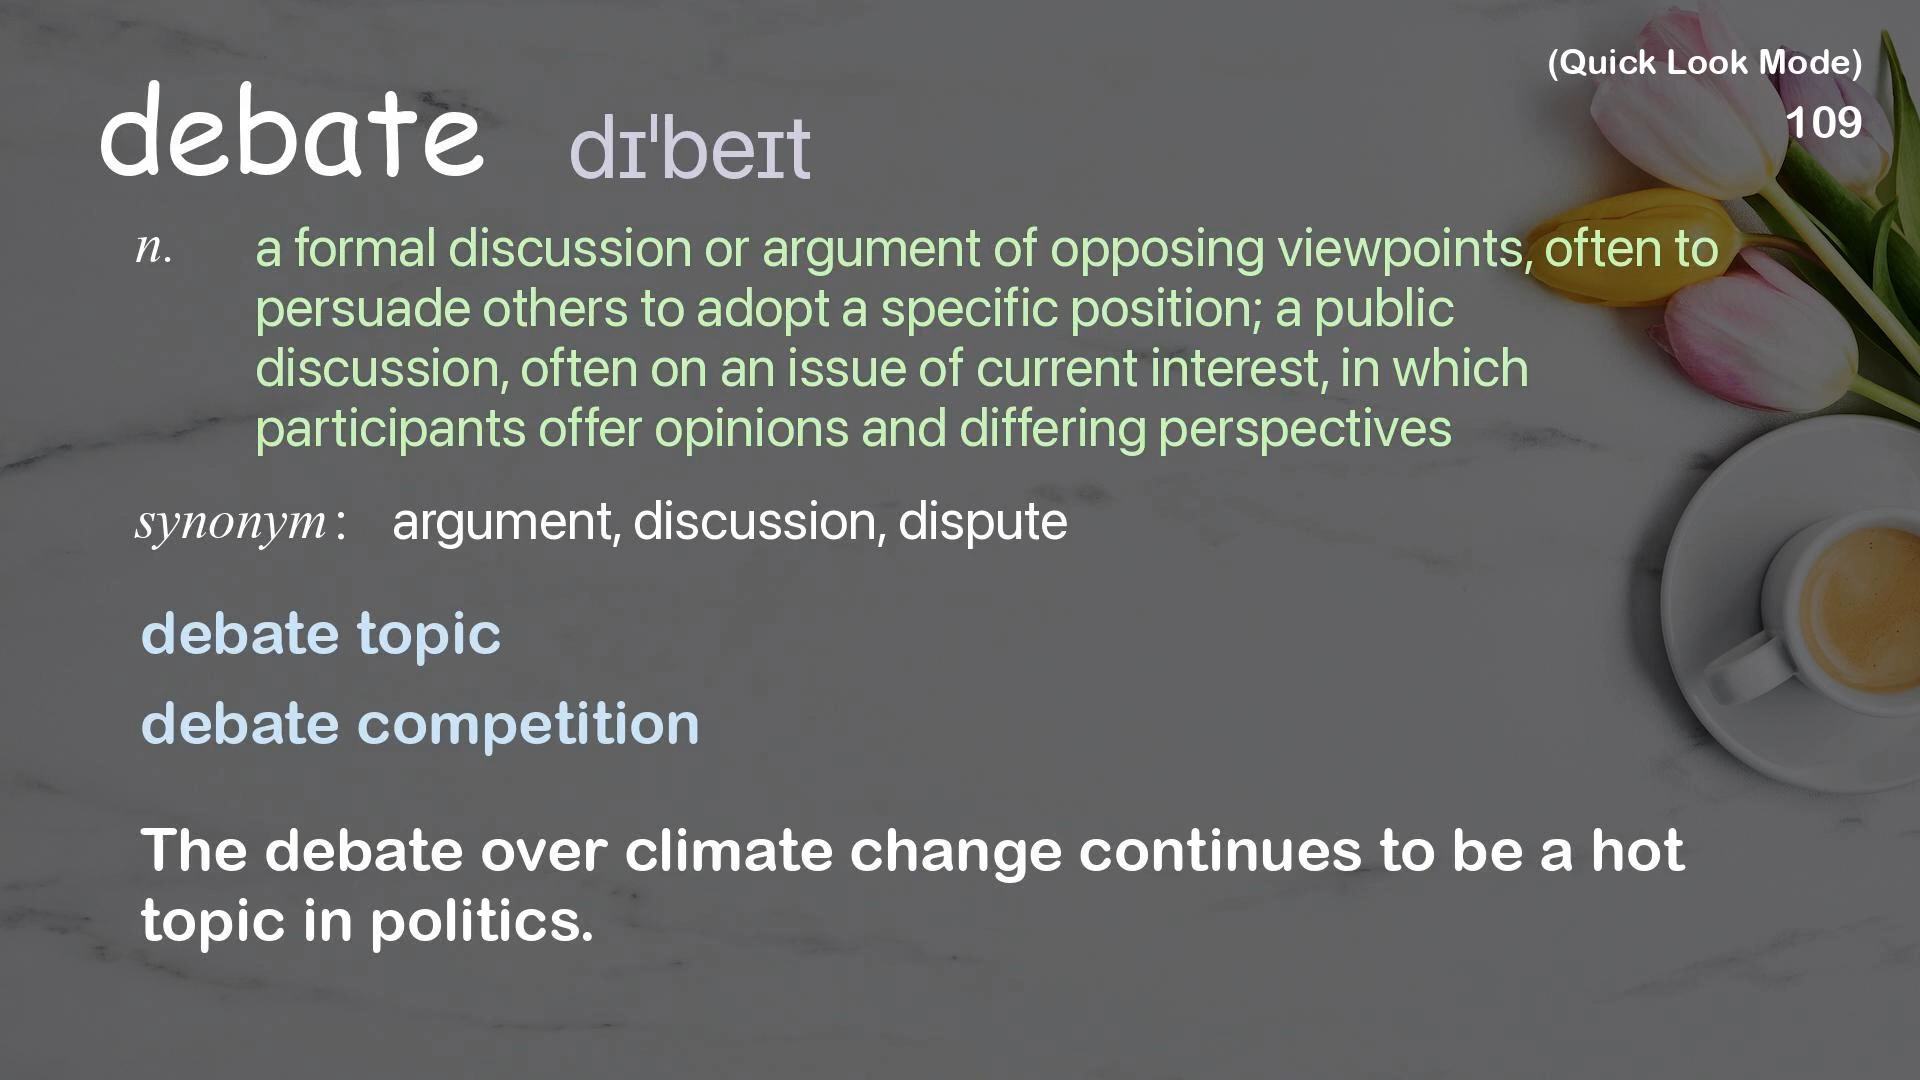 (Quick Look Mode)
109
debate dɪˈbeɪt
n. a formal discussion or argument of opposing viewpoints, often to
persuade others to adopt a specific position; a public
discussion, often on an issue of current interest, in which
participants offer opinions and differing perspectives
synonym: argument, discussion, dispute
debate topic
debate competition
The debate over climate change continues to be a hot
topic in politics.